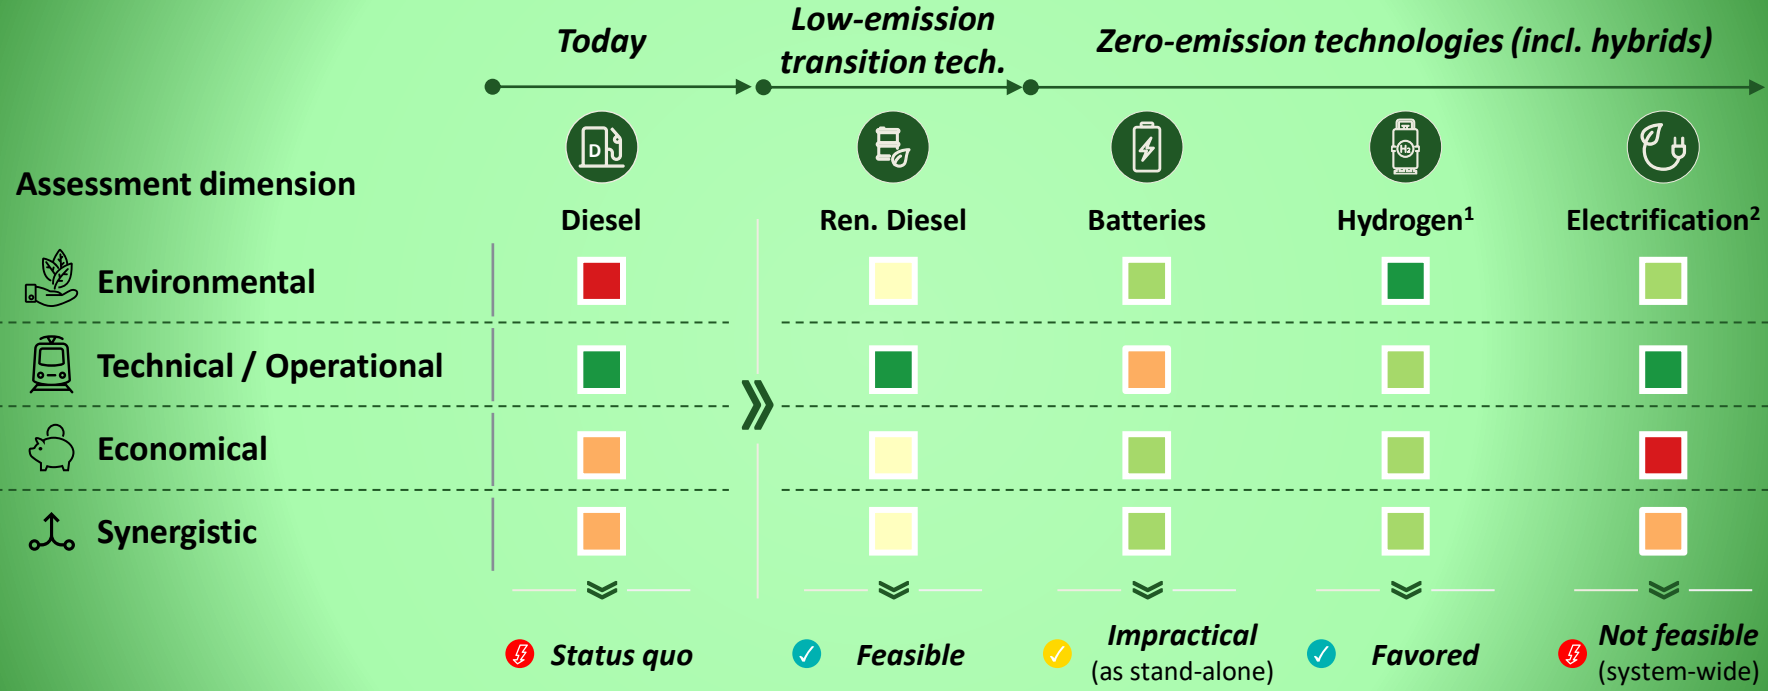 Today
Low-emission
transition tech.
Zero-emission technologies (incl. hybrids)
D
H₂
Assessment dimension
Diesel
Ren. Diesel
Batteries
Hydrogen¹
Electrification²
Environmental
Technical / Operational
Economical
Synergistic
Status quo
Feasible
Impractical
(as stand-alone)
Favored
Not feasible
(system-wide)